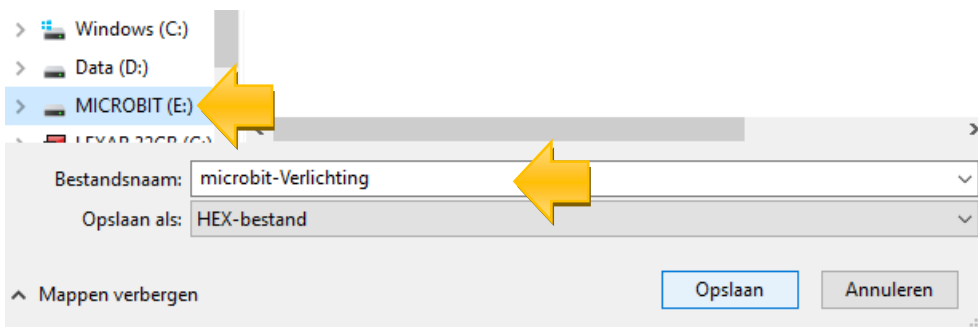 Windows (C:)
Data (D:)
MICROBIT (E:)
Bestandsnaam: microbit-Verlichting
Opslaan als: HEX-bestand
Mappen verbergen
Opslaan
Annuleren